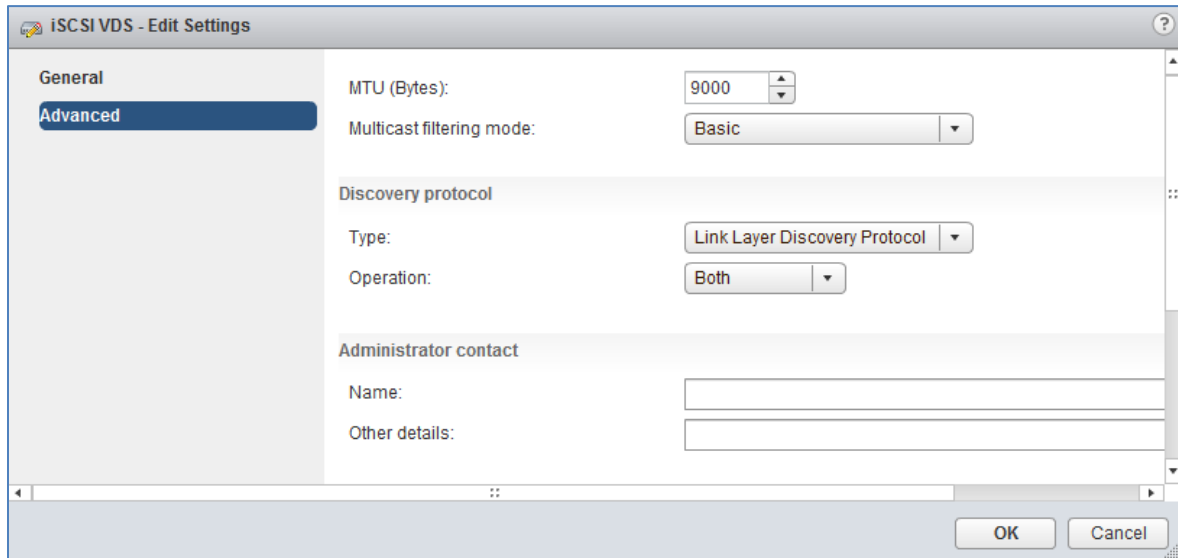 iSCSI VDS - Edit Settings ?
General
Advanced
MTU (Bytes): 9000
Multicast filtering mode: Basic
Discovery protocol
Type: Link Layer Discovery Protocol
Operation: Both
Administrator contact
Name:
Other details:
OK Cancel